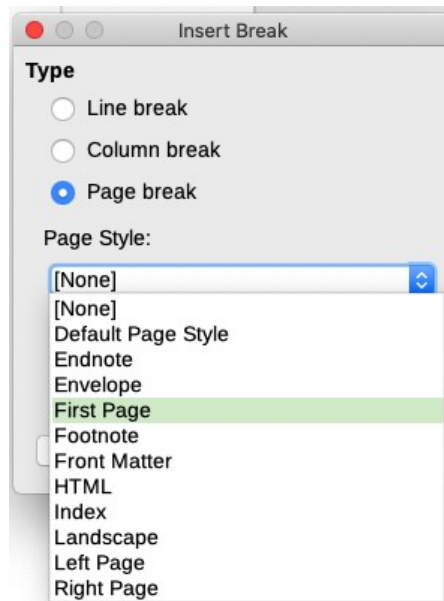 Insert Break
Type
Line break
Column break
Page break
Page Style:
[None]
[None]
Default Page Style
Endnote
Envelope
First Page
Footnote
Front Matter
HTML
Index
Landscape
Left Page
Right Page